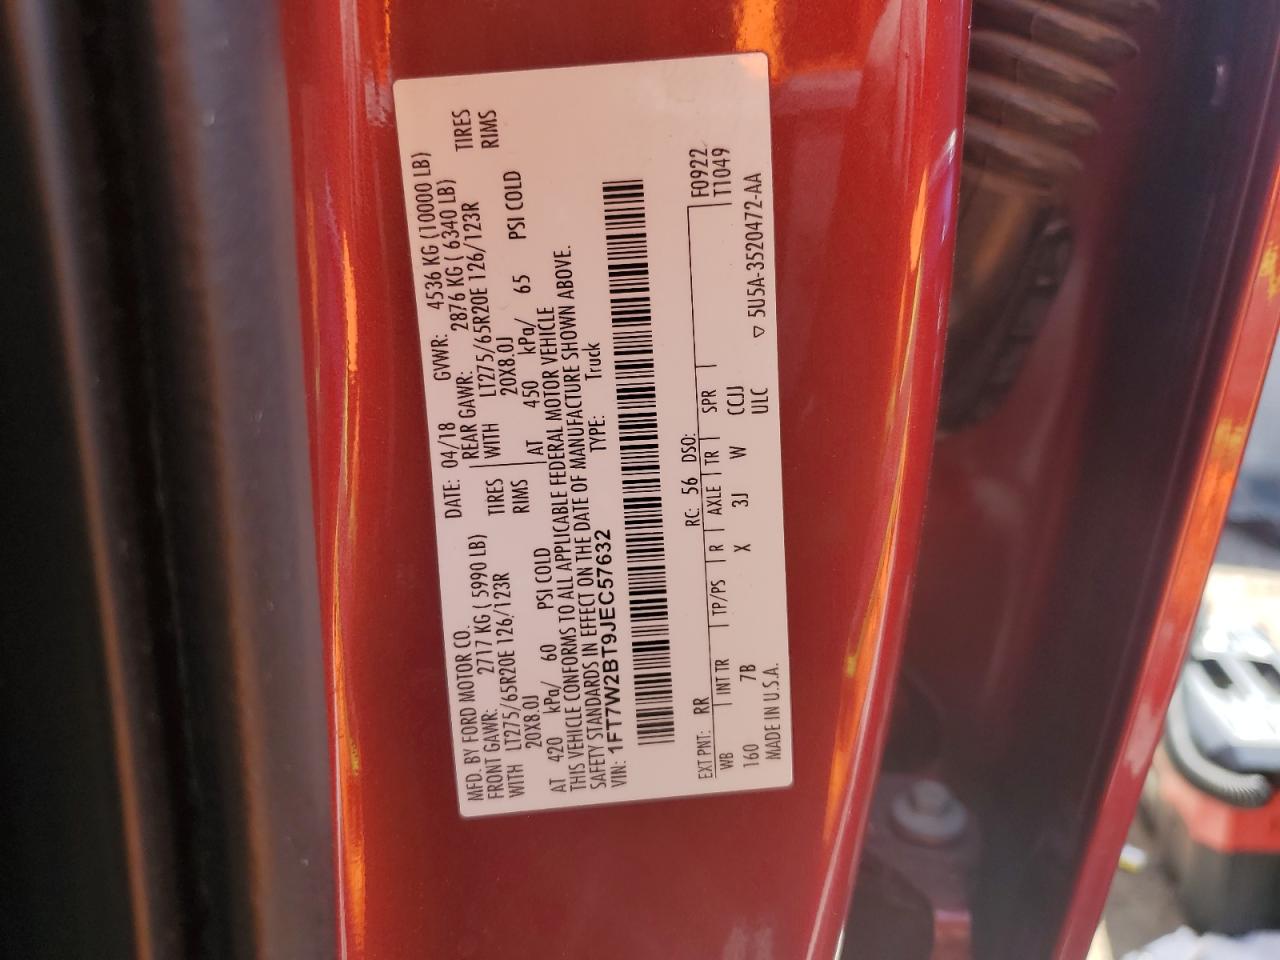 MFD. BY FORD MOTOR CO.
DATE: 04/18 GVWR: 4536 KG (10000 LB)
FRONT GAWR: 2717 KG ( 5990 LB)
REAR GAWR: 2876 KG ( 6340 LB)
WITH LT275/65R20E 126/123R TIRES
WITH LT275/65R20E 126/123R TIRES
20X8.0J RIMS
20X8.0J RIMS
AT 420 kPa/ 60 PSI COLD
AT 450 kPa/ 65 PSI COLD
THIS VEHICLE CONFORMS TO ALL APPLICABLE FEDERAL MOTOR VEHICLE
SAFETY STANDARDS IN EFFECT ON THE DATE OF MANUFACTURE SHOWN ABOVE.
VIN: 1FT7W2BT9JEC57632 TYPE: Truck
EXT PNT: RR RC: 56 DSO: F0922
WB INT TR TP/PS R AXLE TR SPR T1049
160 7B X 3J W CCJJ
MADE IN U.S.A. ULC ▽ 5U5A-3520472-AA